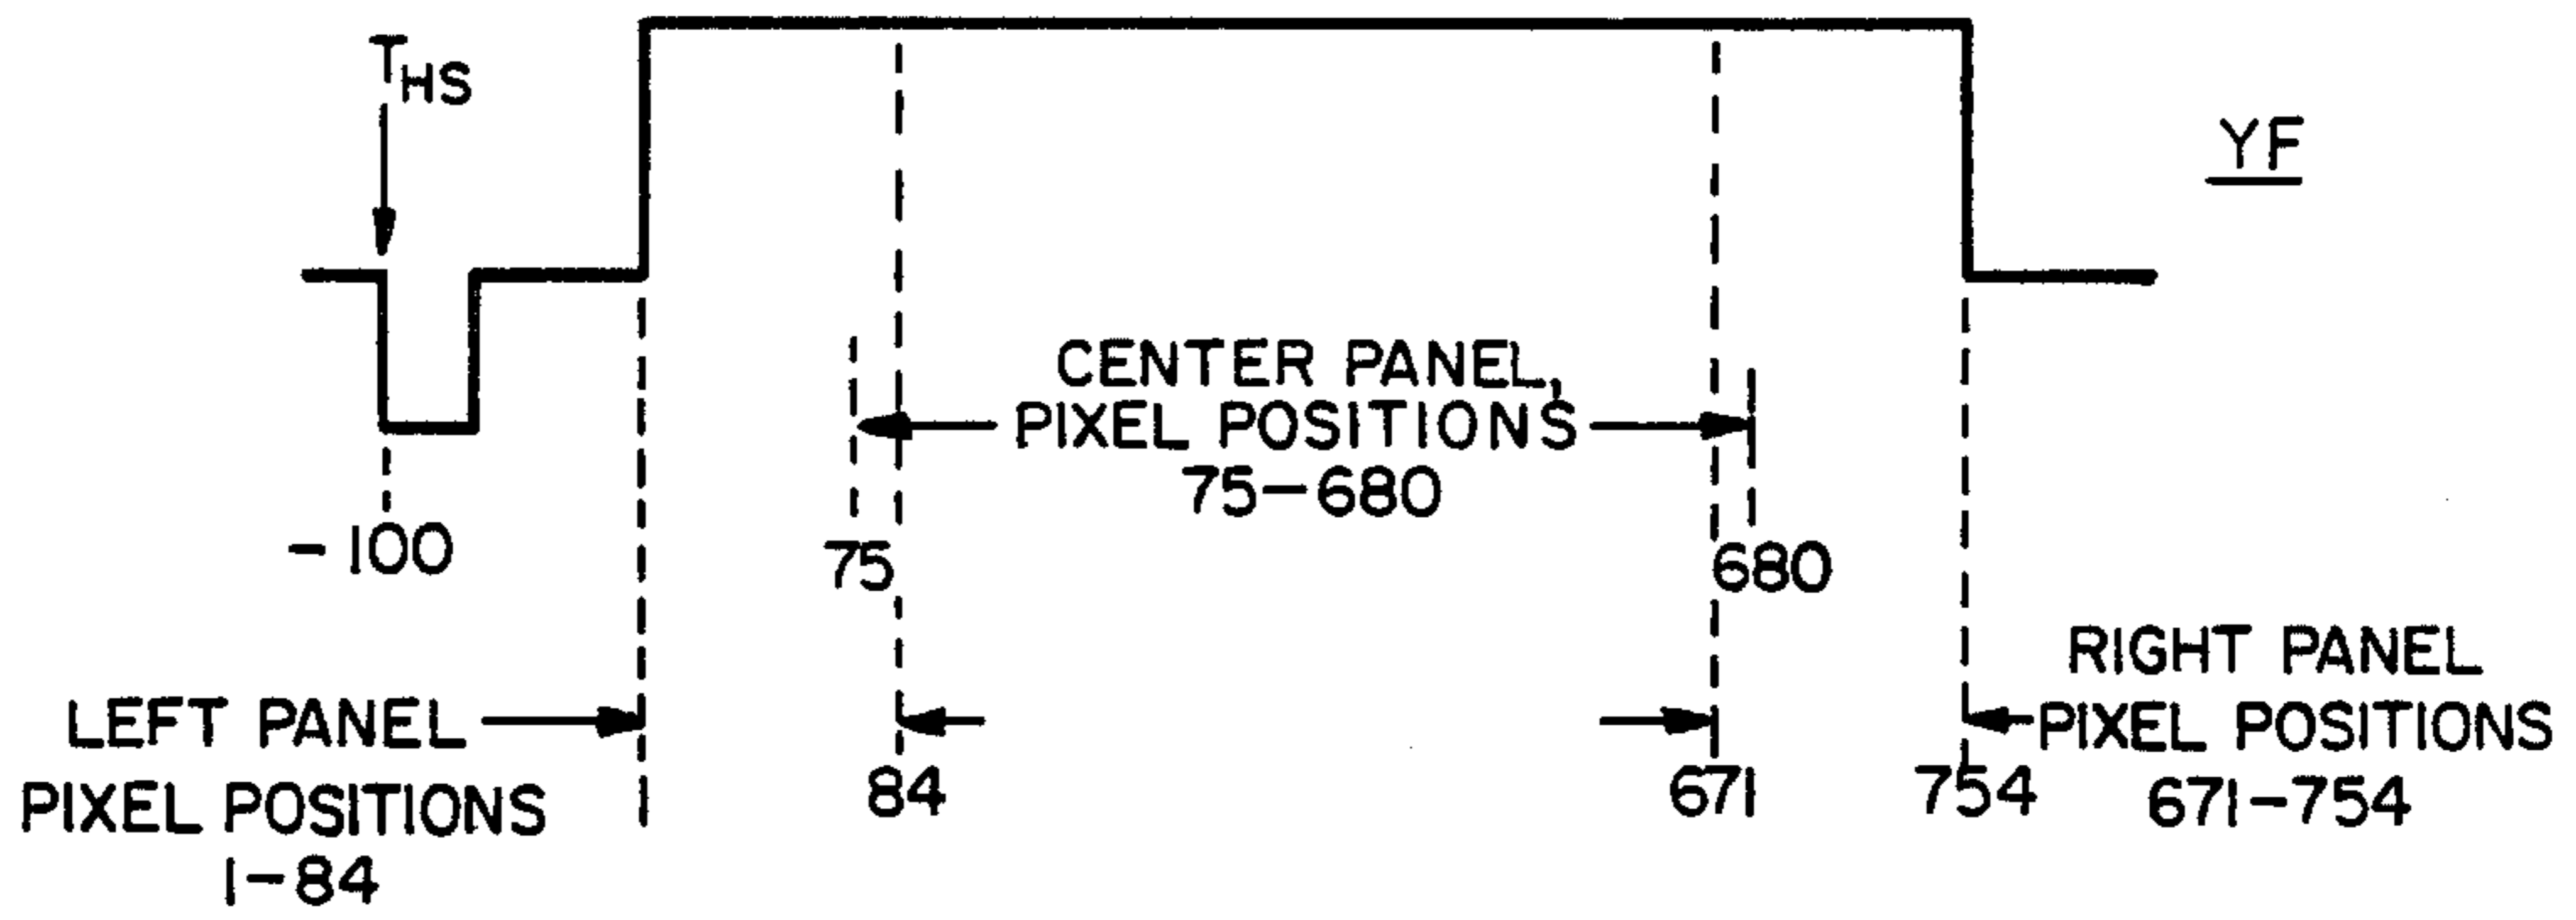 THS
YF
CENTER PANEL,
PIXEL POSITIONS
75-680
-100
75
680
LEFT PANEL
PIXEL POSITIONS
1-84
84
671
754
RIGHT PANEL
PIXEL POSITIONS
671-754